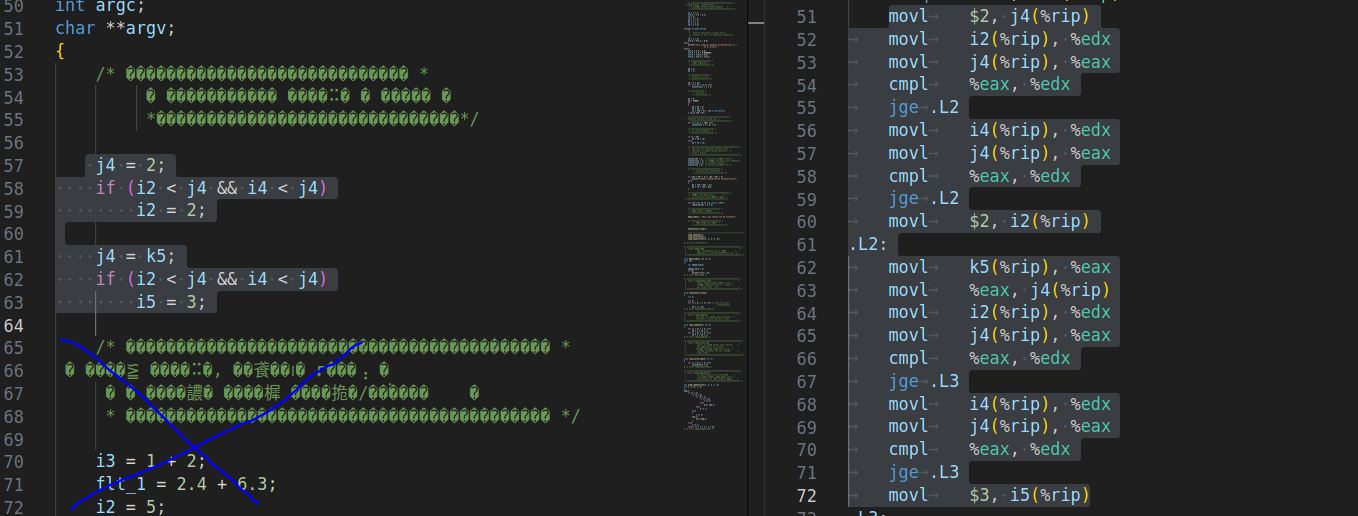 50 int argc;
51 char **argv;
52 {
53 /* ���������������������������� *
54 � ����������� ����::� � ����� �
55 *������������������������������*/
56
57 j4 = 2;
58 if (i2 < j4 && i4 < j4)
59 i2 = 2;
60
61 j4 = k5;
62 if (i2 < j4 && i4 < j4)
63 i5 = 3;
64
65 /* ������������������������������������������ *
66
67
68 * ������������������������������������������ */
69
70 i3 = 1 + 2;
71 flt_1 = 2.4 + 6.3;
72 i2 = 5;
51 movl $2, j4(%rip)
52 movl i2(%rip), %edx
53 movl j4(%rip), %eax
54 cmpl %eax, %edx
55 jge .L2
56 movl i4(%rip), %edx
57 movl j4(%rip), %eax
58 cmpl %eax, %edx
59 jge .L2
60 movl $2, i2(%rip)
61 .L2:
62 movl k5(%rip), %eax
63 movl %eax, j4(%rip)
64 movl i2(%rip), %edx
65 movl j4(%rip), %eax
66 cmpl %eax, %edx
67 jge .L3
68 movl i4(%rip), %edx
69 movl j4(%rip), %eax
70 cmpl %eax, %edx
71 jge .L3
72 movl $3, i5(%rip)